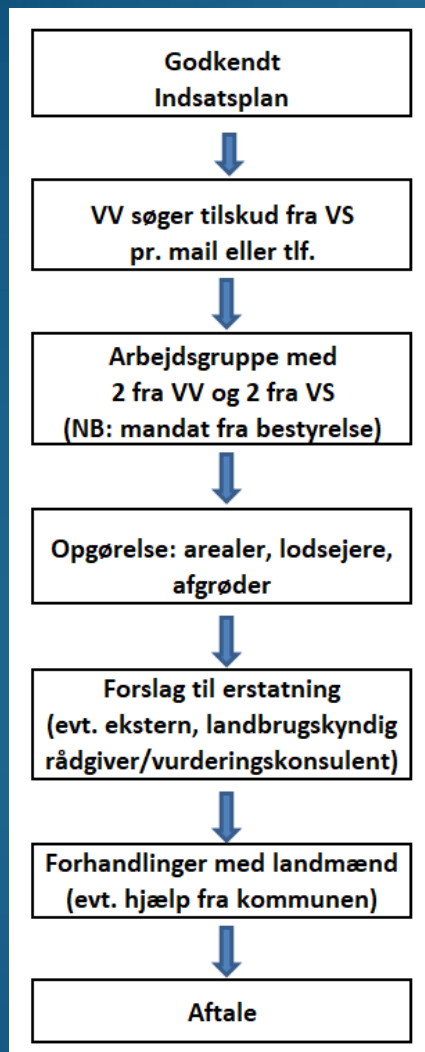 Godkendt
Indsatsplan
VV søger tilskud fra VS
pr. mail eller tlf.
Arbejdsgruppe med
2 fra VV og 2 fra VS
(NB: mandat fra bestyrelse)
Opgørelse: arealer, lodsejere,
afgrøder
Forslag til erstatning
(evt. ekstern, landbrugskyndig
rådgiver/vurderingskonsulent)
Forhandlinger med landmænd
(evt. hjælp fra kommunen)
Aftale